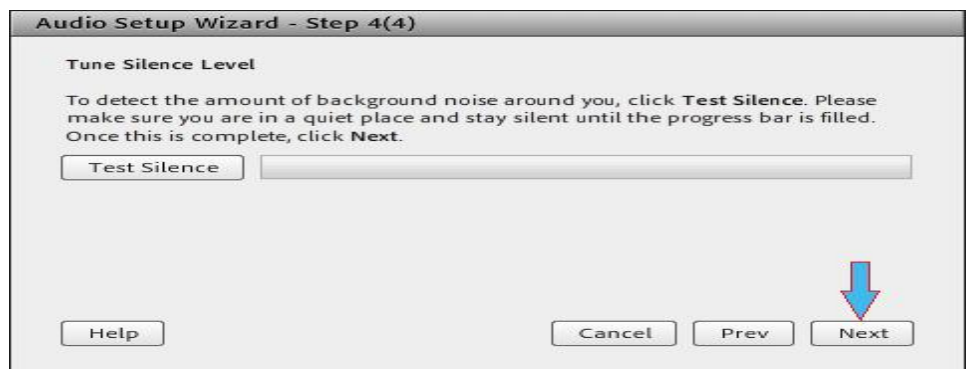 Audio Setup Wizard - Step 4(4)
Tune Silence Level
To detect the amount of background noise around you, click Test Silence. Please
make sure you are in a quiet place and stay silent until the progress bar is filled.
Once this is complete, click Next.
Test Silence
Help Cancel Prev Next